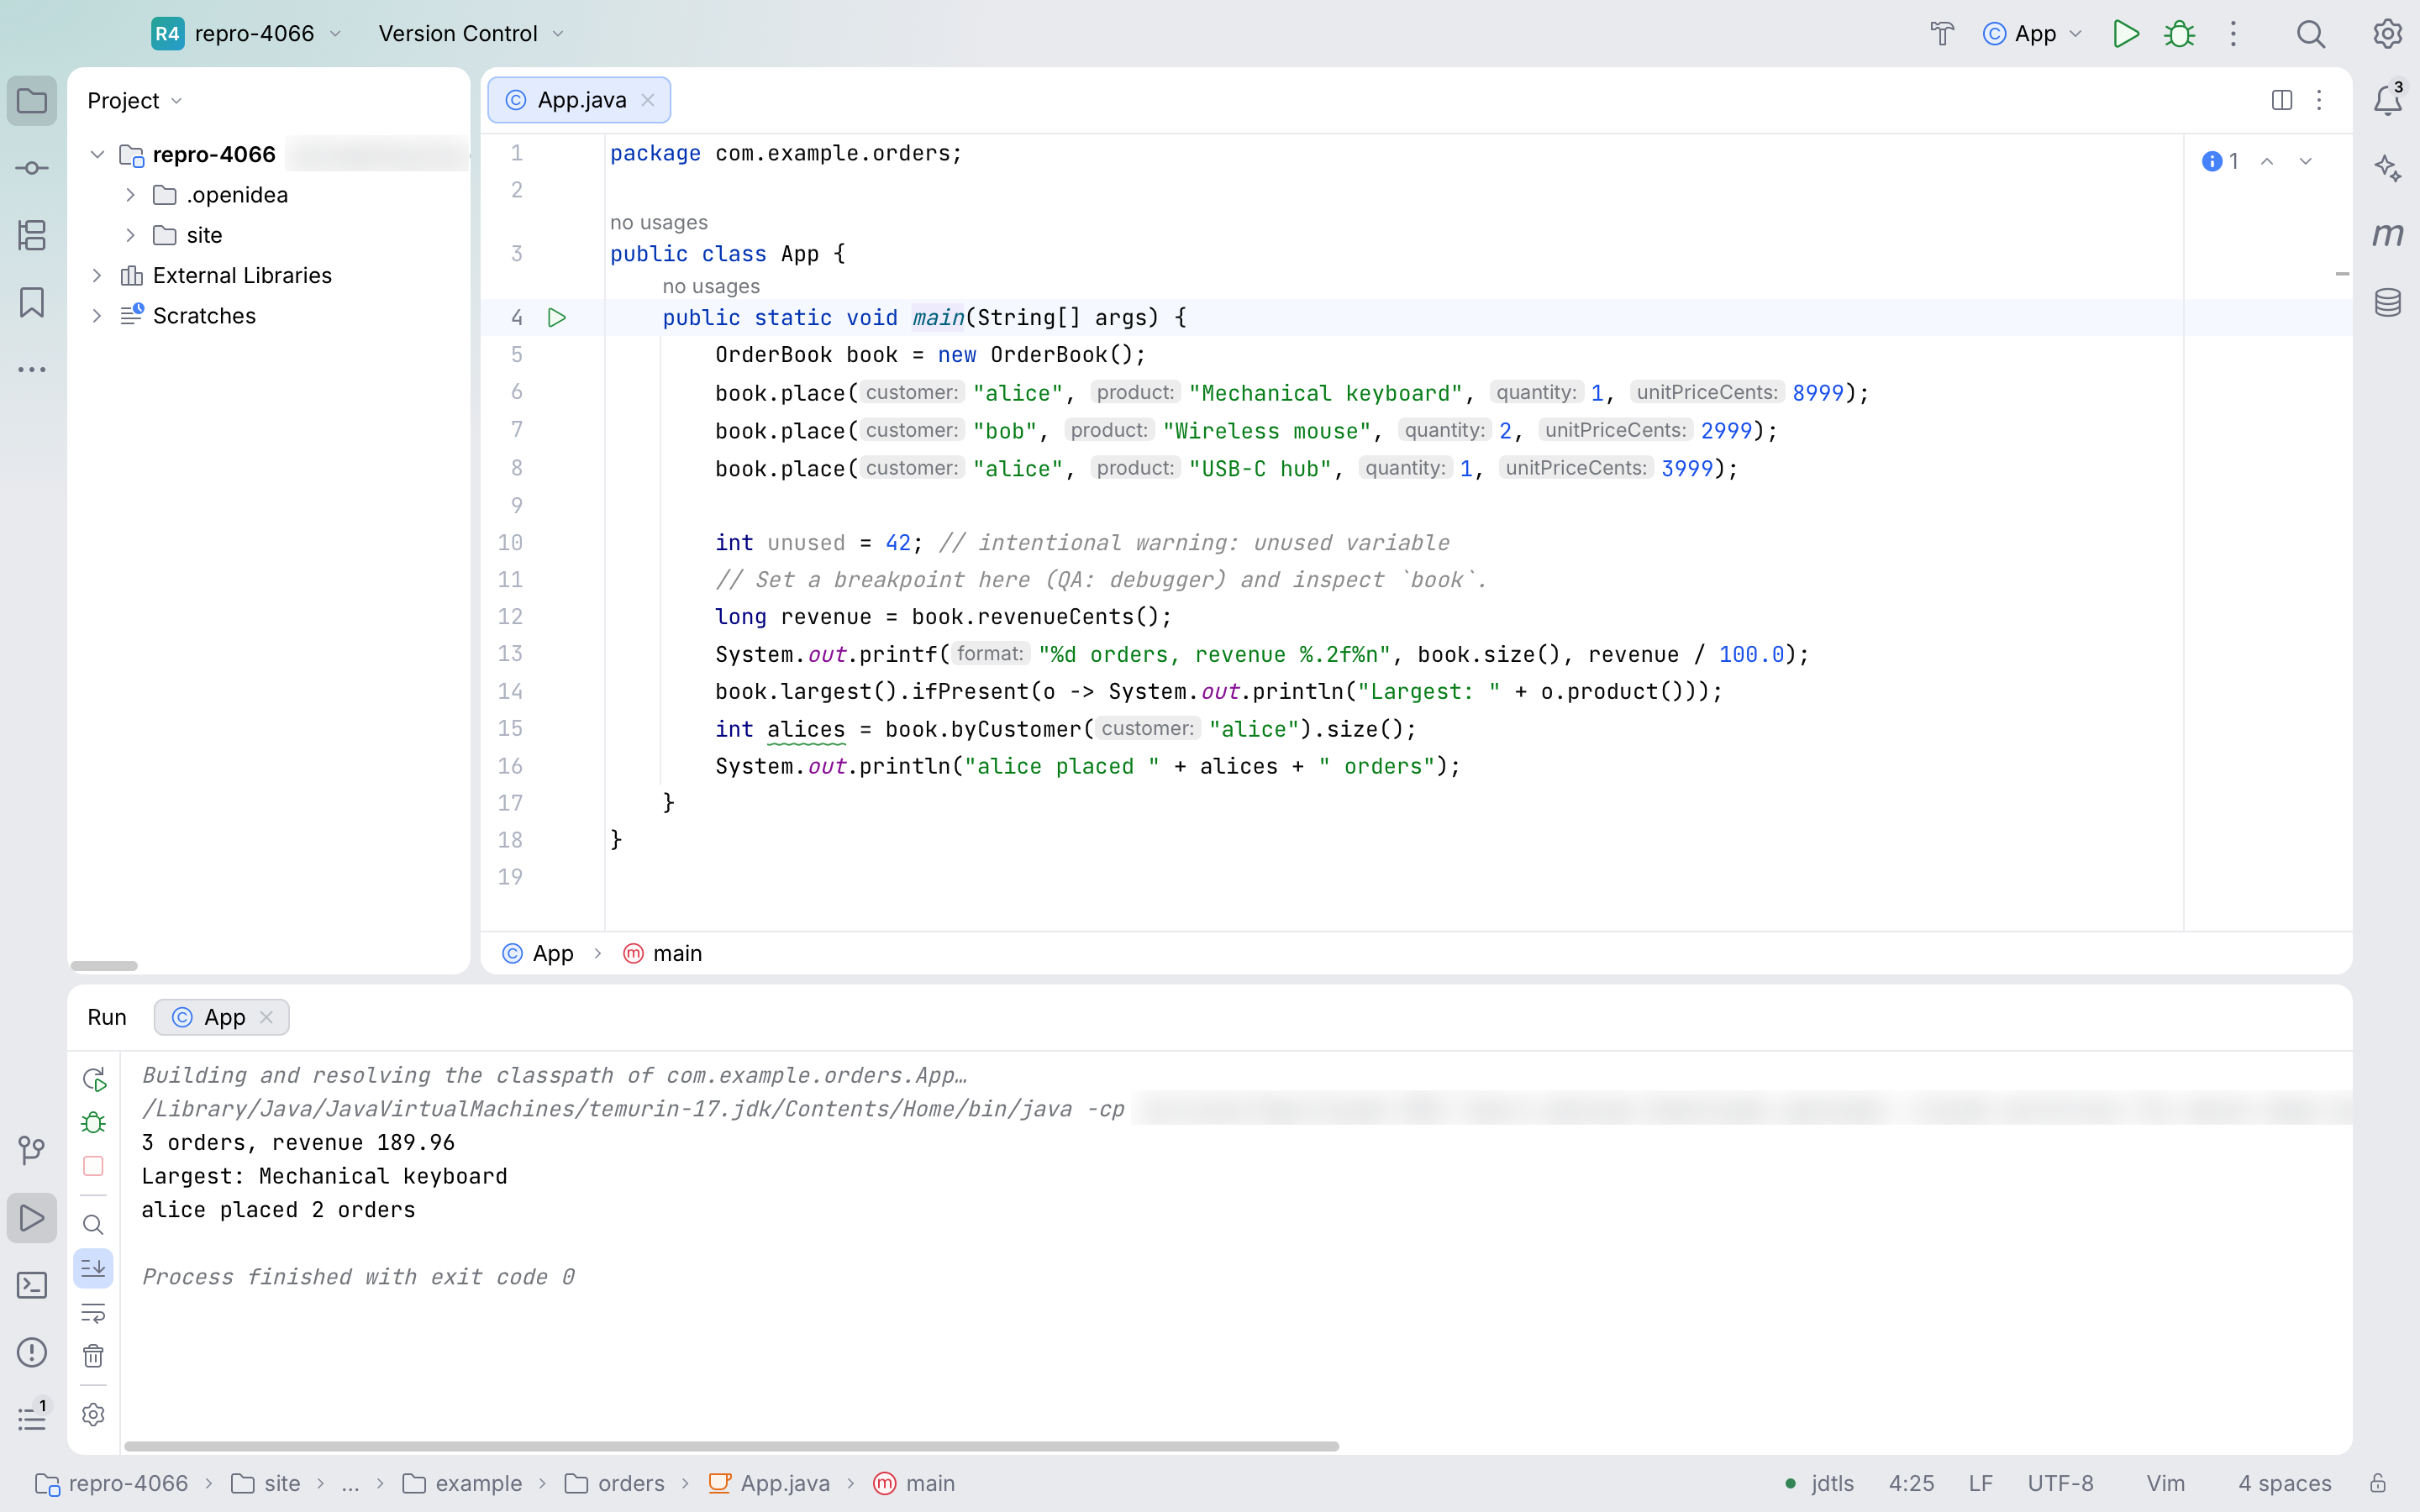 R4 repro-4066 Version Control App
Project
App.java
3
repro-4066
.openidea
site
External Libraries
Scratches
1 package com.example.orders;
1
2
no usages
3 public class App {
no usages
4 public static void main(String[] args) {
5 OrderBook book = new OrderBook();
6 book.place( customer: "alice", product: "Mechanical keyboard", quantity: 1, unitPriceCents: 8999);
7 book.place( customer: "bob", product: "Wireless mouse", quantity: 2, unitPriceCents: 2999);
8 book.place( customer: "alice", product: "USB-C hub", quantity: 1, unitPriceCents: 3999);
9
10 int unused = 42; // intentional warning: unused variable
11 // Set a breakpoint here (QA: debugger) and inspect `book`.
12 long revenue = book.revenueCents();
13 System.out.printf( format: "%d orders, revenue %.2f%n", book.size(), revenue / 100.0);
14 book.largest().ifPresent(o -> System.out.println("Largest: " + o.product()));
15 int alices = book.byCustomer( customer: "alice").size();
16 System.out.println("alice placed " + alices + " orders");
17 }
18 }
19
App > main
Run App
Building and resolving the classpath of com.example.orders.App…
/Library/Java/JavaVirtualMachines/temurin-17.jdk/Contents/Home/bin/java -cp
3 orders, revenue 189.96
Largest: Mechanical keyboard
alice placed 2 orders
Process finished with exit code 0
1
repro-4066 > site > ... > example > orders > App.java > main jdtls 4:25 LF UTF-8 Vim 4 spaces